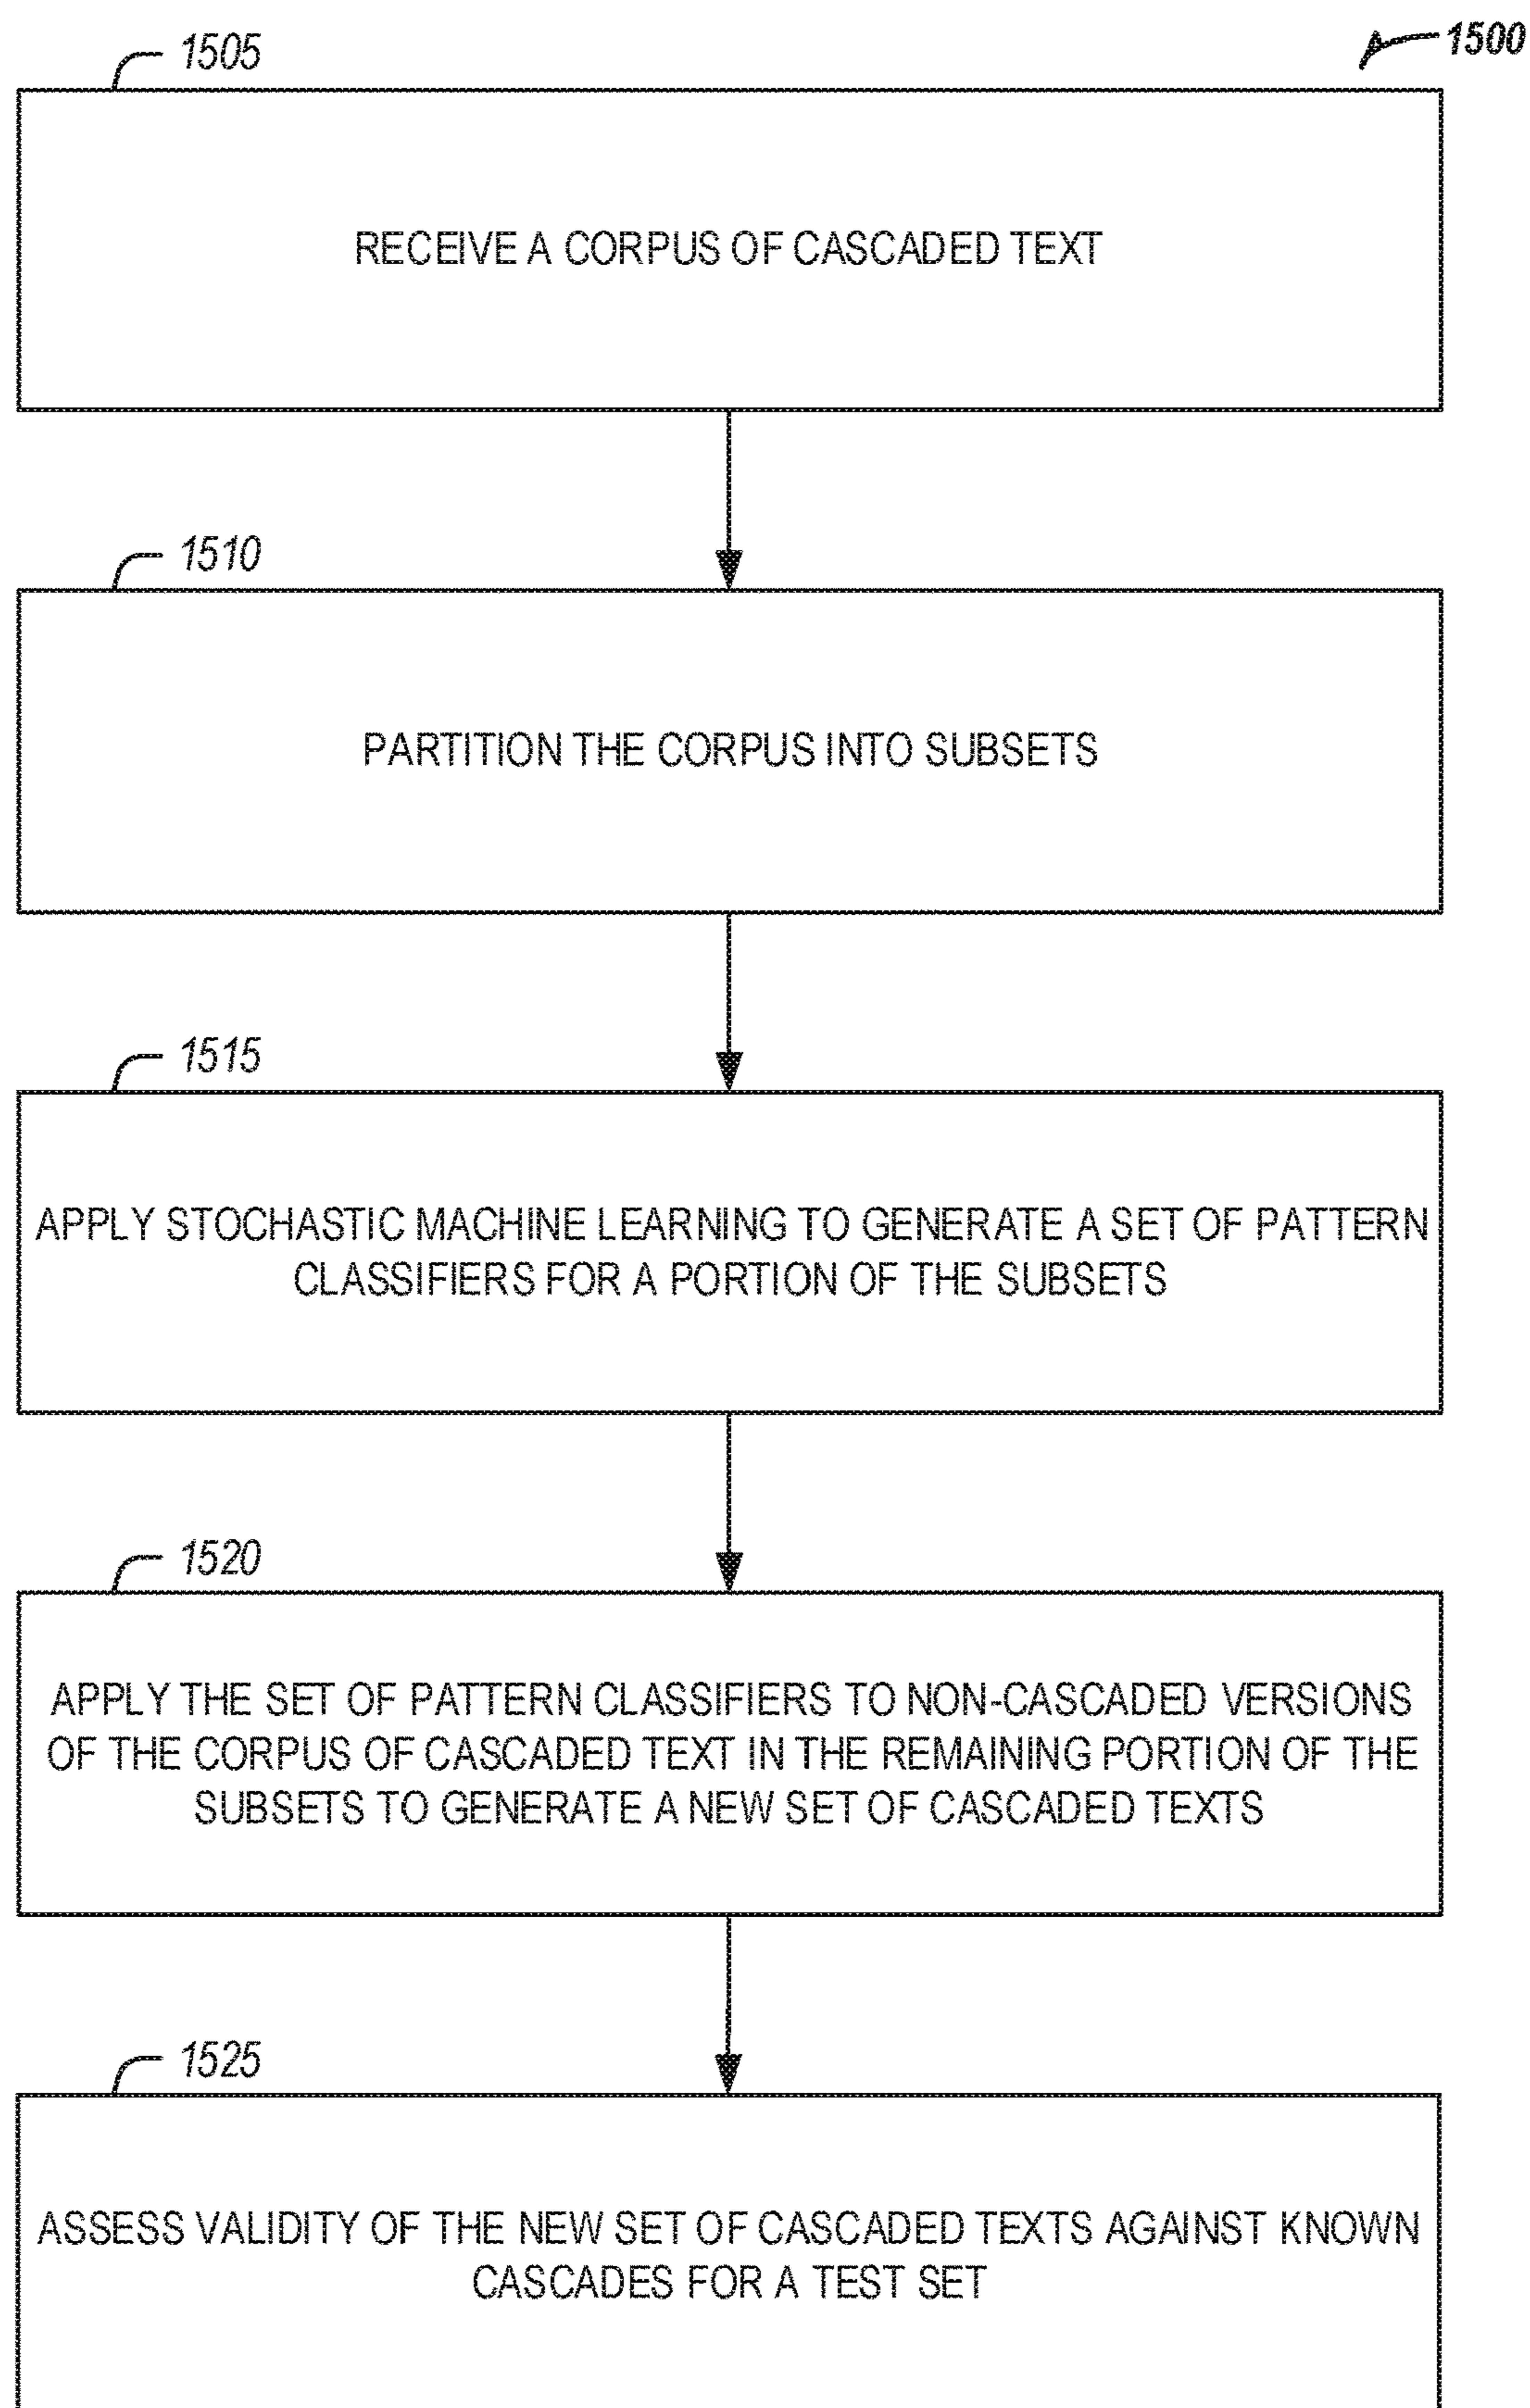 1505
1500
RECEIVE A CORPUS OF CASCADED TEXT
1510
PARTITION THE CORPUS INTO SUBSETS
1515
APPLY STOCHASTIC MACHINE LEARNING TO GENERATE A SET OF PATTERN
CLASSIFIERS FOR A PORTION OF THE SUBSETS
1520
APPLY THE SET OF PATTERN CLASSIFIERS TO NON-CASCADED VERSIONS
OF THE CORPUS OF CASCADED TEXT IN THE REMAINING PORTION OF THE
SUBSETS TO GENERATE A NEW SET OF CASCADED TEXTS
1525
ASSESS VALIDITY OF THE NEW SET OF CASCADED TEXTS AGAINST KNOWN
CASCADES FOR A TEST SET